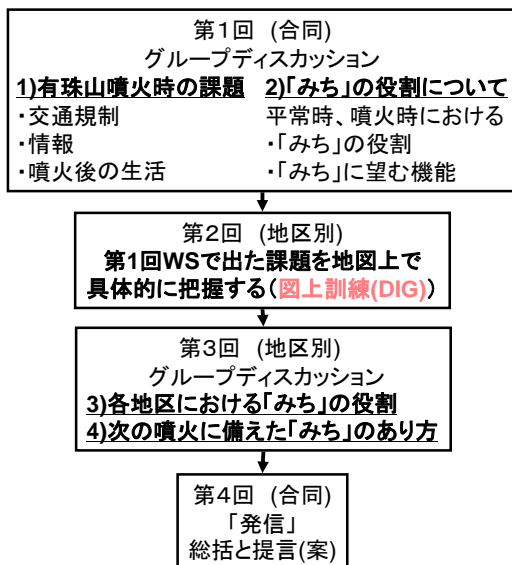 第1回 (合同)
グループディスカッション
1)有珠山噴火時の課題 2)「みち」の役割について
・交通規制 平常時、噴火時における
・情報 ・「みち」の役割
・噴火後の生活 ・「みち」に望む機能
第2回 (地区別)
第1回WSで出た課題を地図上で
具体的に把握する(図上訓練(DIG))
第3回 (地区別)
グループディスカッション
3)各地区における「みち」の役割
4)次の噴火に備えた「みち」のあり方
第4回 (合同)
「発信」
総括と提言(案)